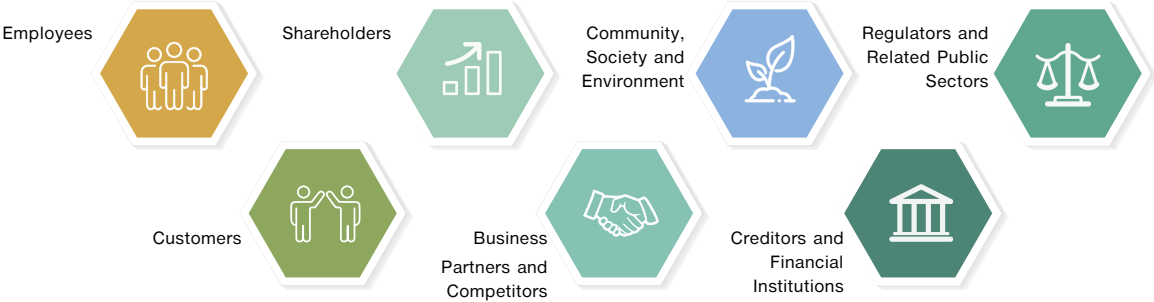 Employees
Shareholders
Community,
Society and
Environment
Regulators and
Related Public
Sectors
Customers
Business
Partners and
Competitors
Creditors and
Financial
Institutions